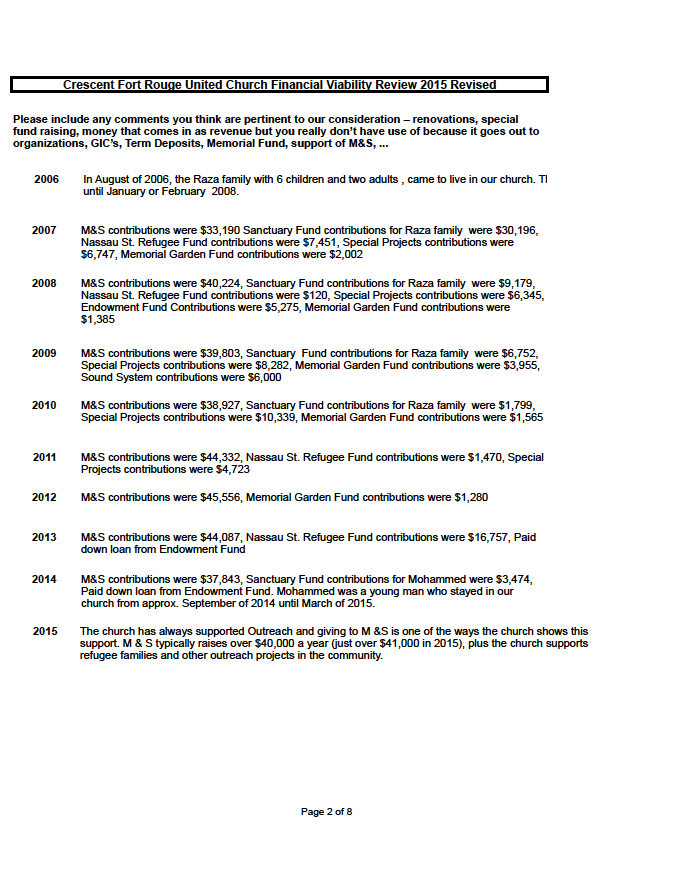 Crescent Fort Rouge United Church Financial Viability Review 2015 Revised
Please include any comments you think are pertinent to our consideration – renovations, special
fund raising, money that comes in as revenue but you really don't have use of because it goes out to
organizations, GIC's, Term Deposits, Memorial Fund, support of M&S, ...
2006 In August of 2006, the Raza family with 6 children and two adults , came to live in our church.
until January or February 2008.
2007 M&S contributions were $33,190 Sanctuary Fund contributions for Raza family were $30,196,
Nassau St. Refugee Fund contributions were $7,451, Special Projects contributions were
$6,747, Memorial Garden Fund contributions were $2,002
2008 M&S contributions were $40,224, Sanctuary Fund contributions for Raza family were $9,179,
Nassau St. Refugee Fund contributions were $120, Special Projects contributions were $6,345,
Endowment Fund Contributions were $5,275, Memorial Garden Fund contributions were
$1,385
2009 M&S contributions were $39,803, Sanctuary Fund contributions for Raza family were $6,752,
Special Projects contributions were $8,282, Memorial Garden Fund contributions were $3,955,
Sound System contributions were $6,000
2010 M&S contributions were $38,927, Sanctuary Fund contributions for Raza family were $1,799,
Special Projects contributions were $10,339, Memorial Garden Fund contributions were $1,565
2011 M&S contributions were $44,332, Nassau St. Refugee Fund contributions were $1,470, Special
Projects contributions were $4,723
2012 M&S contributions were $45,556, Memorial Garden Fund contributions were $1,280
2013 M&S contributions were $44,087, Nassau St. Refugee Fund contributions were $16,757, Paid
down loan from Endowment Fund
2014 M&S contributions were $37,843, Sanctuary Fund contributions for Mohammed were $3,474,
Paid down loan from Endowment Fund. Mohammed was a young man who stayed in our
church from approx. September of 2014 until March of 2015.
2015 The church has always supported Outreach and giving to M &S is one of the ways the church shows this
support. M & S typically raises over $40,000 a year (just over $41,000 in 2015), plus the church supports
refugee families and other outreach projects in the community.
Page 2 of 8